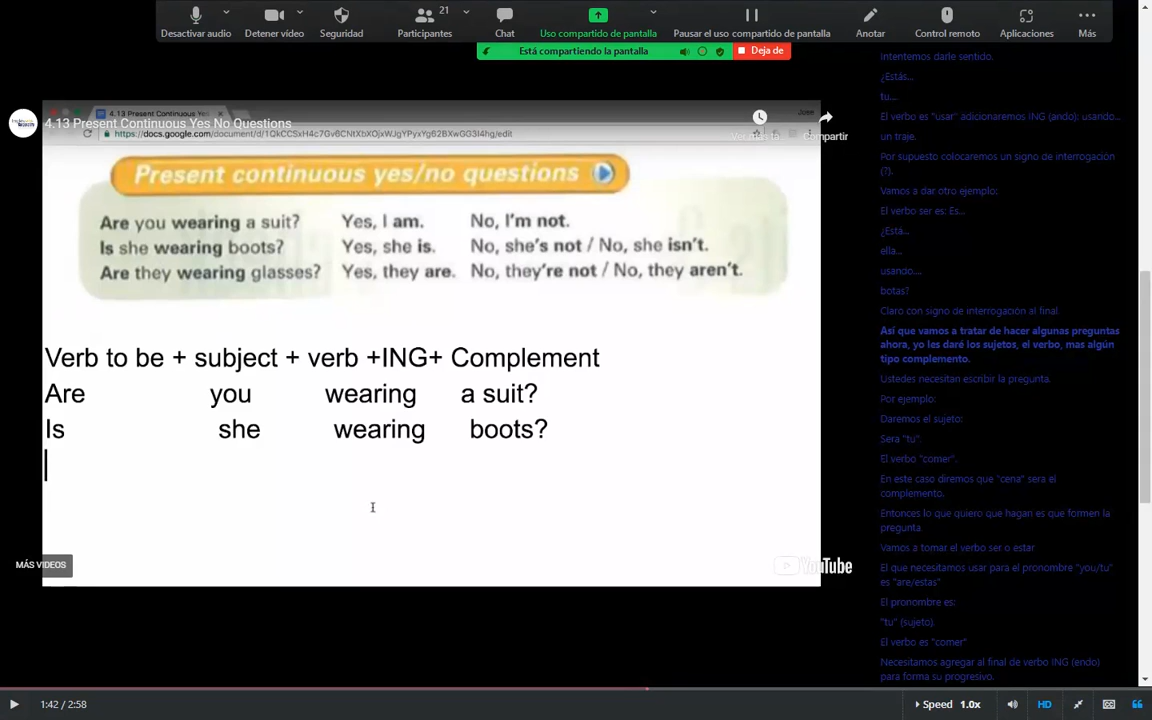 21
Desactivar audio
Detener video
Seguridad
Participantes
Chat
Uso compartido de pantalla
Pausar el uso compartido de pantalla
Anotar
Control remoto
Aplicaciones
Más
Está compartiendo la pantalla
Deja de
4.13 Present Continuous Yes
4.13 Present Continuous Yes No Questions
Compartir
Present continuous yes/no questions
Are you wearing a suit? Yes, I am. No, I'm not.
Is she wearing boots? Yes, she is. No, she's not / No, she isn't.
Are they wearing glasses? Yes, they are. No, they're not / No, they aren't.
Verb to be + subject + verb +ING+ Complement
Are you wearing a suit?
Is she wearing boots?
MÁS VIDEOS
YouTube
Intentemos darle sentido.
¿Estás...
tu...
El verbo es "usar" adicionaremos ING (ando): usando...
un traje.
Por supuesto colocaremos un signo de interrogación
(?).
Vamos a dar otro ejemplo:
El verbo ser es: Es...
¿Está...
ella...
usando....
botas?
Claro con signo de interrogación al final.
Así que vamos a tratar de hacer algunas preguntas
ahora, yo les daré los sujetos, el verbo, mas algún
tipo complemento.
Ustedes necesitan escribir la pregunta.
Por ejemplo:
Daremos el sujeto:
Sera "tu".
El verbo "comer".
En este caso diremos que "cena" sera el
complemento.
Entonces lo que quiero que hagan es que formen la
pregunta
Vamos a tomar el verbo ser o estar
El que necesitamos usar para el pronombre "you/tu"
es "are/estas"
El pronombre es:
"tu" (sujeto).
El verbo es "comer"
Necesitamos agregar al final de verbo ING (endo)
para forma su progresivo.
1:42 / 2:58
Speed 1.0x
HD
CC